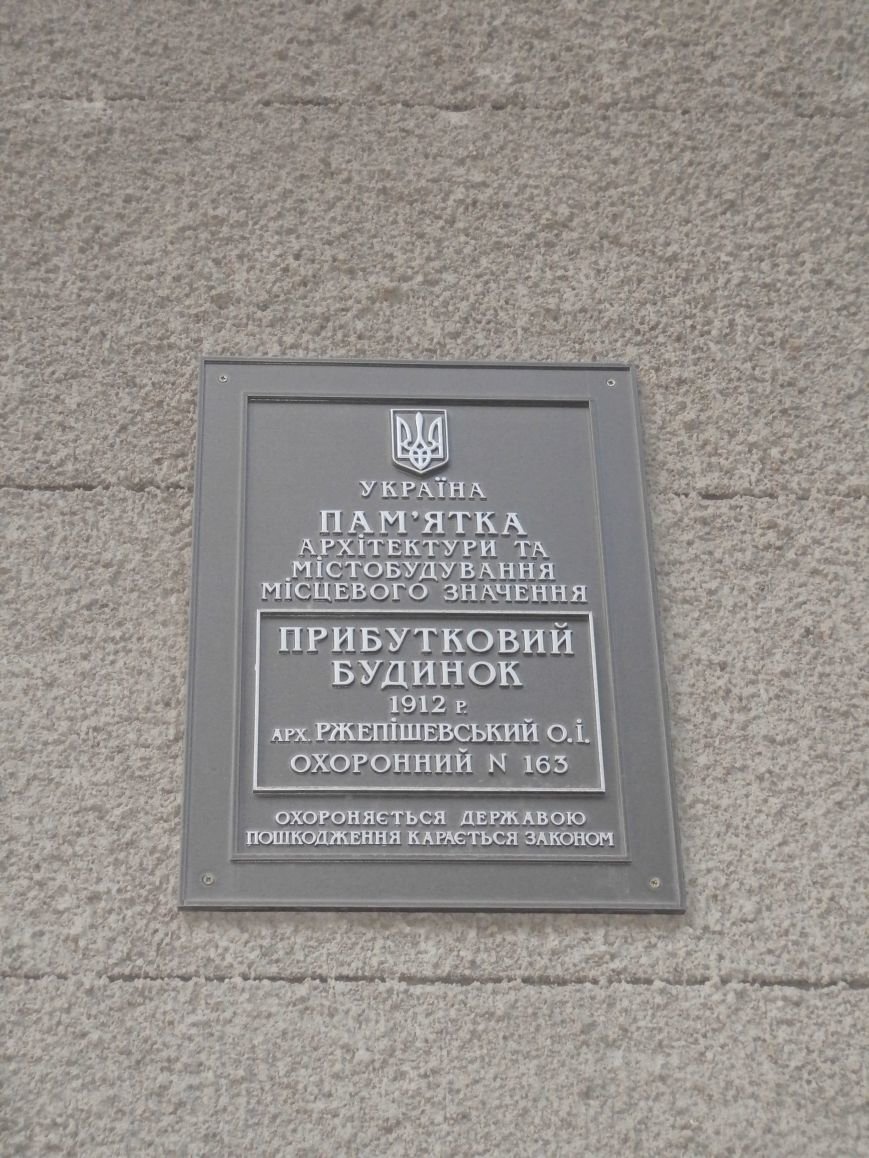 УКРАЇНА
ПАМ'ЯТКА
АРХІТЕКТУРИ ТА
МІСТОБУДУВАННЯ
МІСЦЕВОГО ЗНАЧЕННЯ
ПРИБУТКОВИЙ
БУДИНОК
1912 Р.
АРХ. РЖЕПІШЕВСЬКИЙ О.І.
ОХОРОННИЙ N 163
ОХОРОНЯЄТЬСЯ ДЕРЖАВОЮ
ПОШКОДЖЕННЯ КАРАЄТЬСЯ ЗАКОНОМ